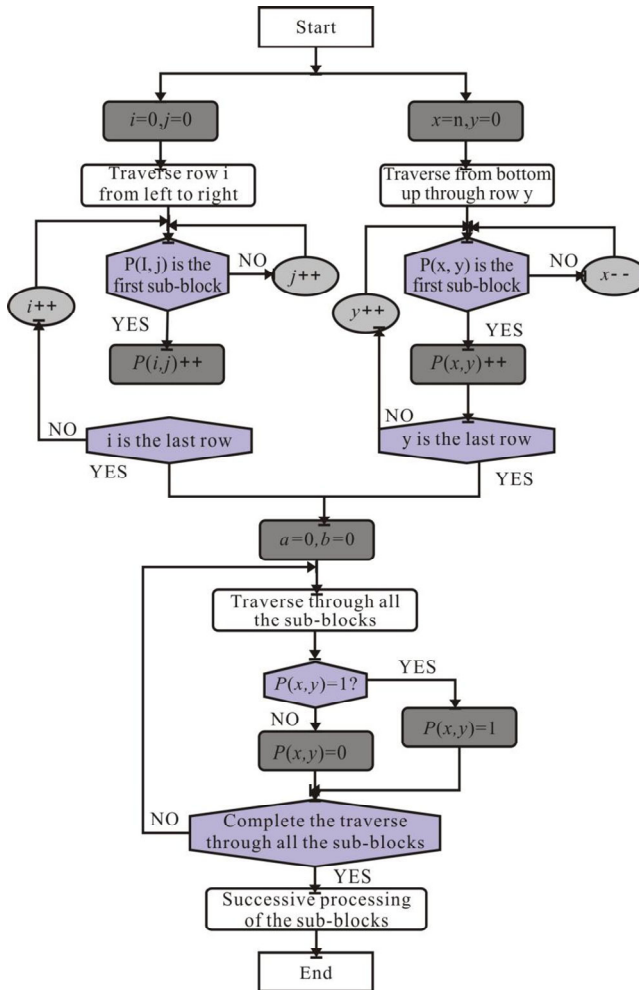 Start
i=0,j=0
x=n,y=0
Traverse row i
from left to right
Traverse from bottom
up through row y
P(I, j) is the
first sub-block
NO
j++
P(x, y) is the
first sub-block
NO
x--
i++
y++
YES
YES
P(i,j)++
P(x,y)++
NO
i is the last row
NO
y is the last row
YES
YES
a=0,b=0
Traverse through all
the sub-blocks
P(x,y)=1?
YES
NO
P(x,y)=1
P(x,y)=0
NO
Complete the traverse
through all the sub-blocks
YES
Successive processing
of the sub-blocks
End